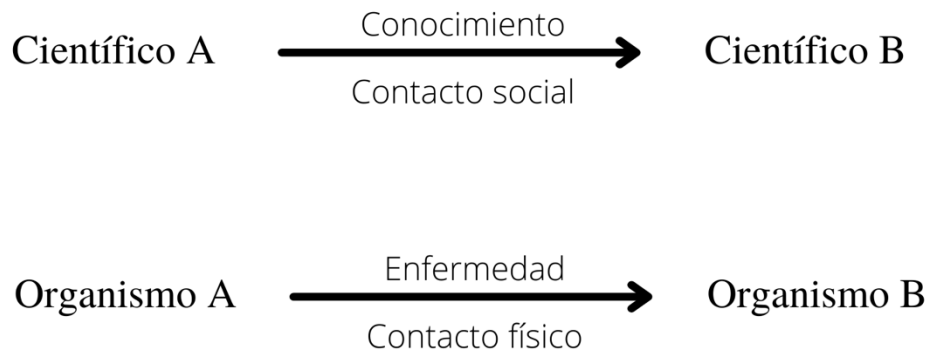 Conocimiento
Científico A
Científico B
Contacto social
Enfermedad
Organismo A
Organismo B
Contacto físico